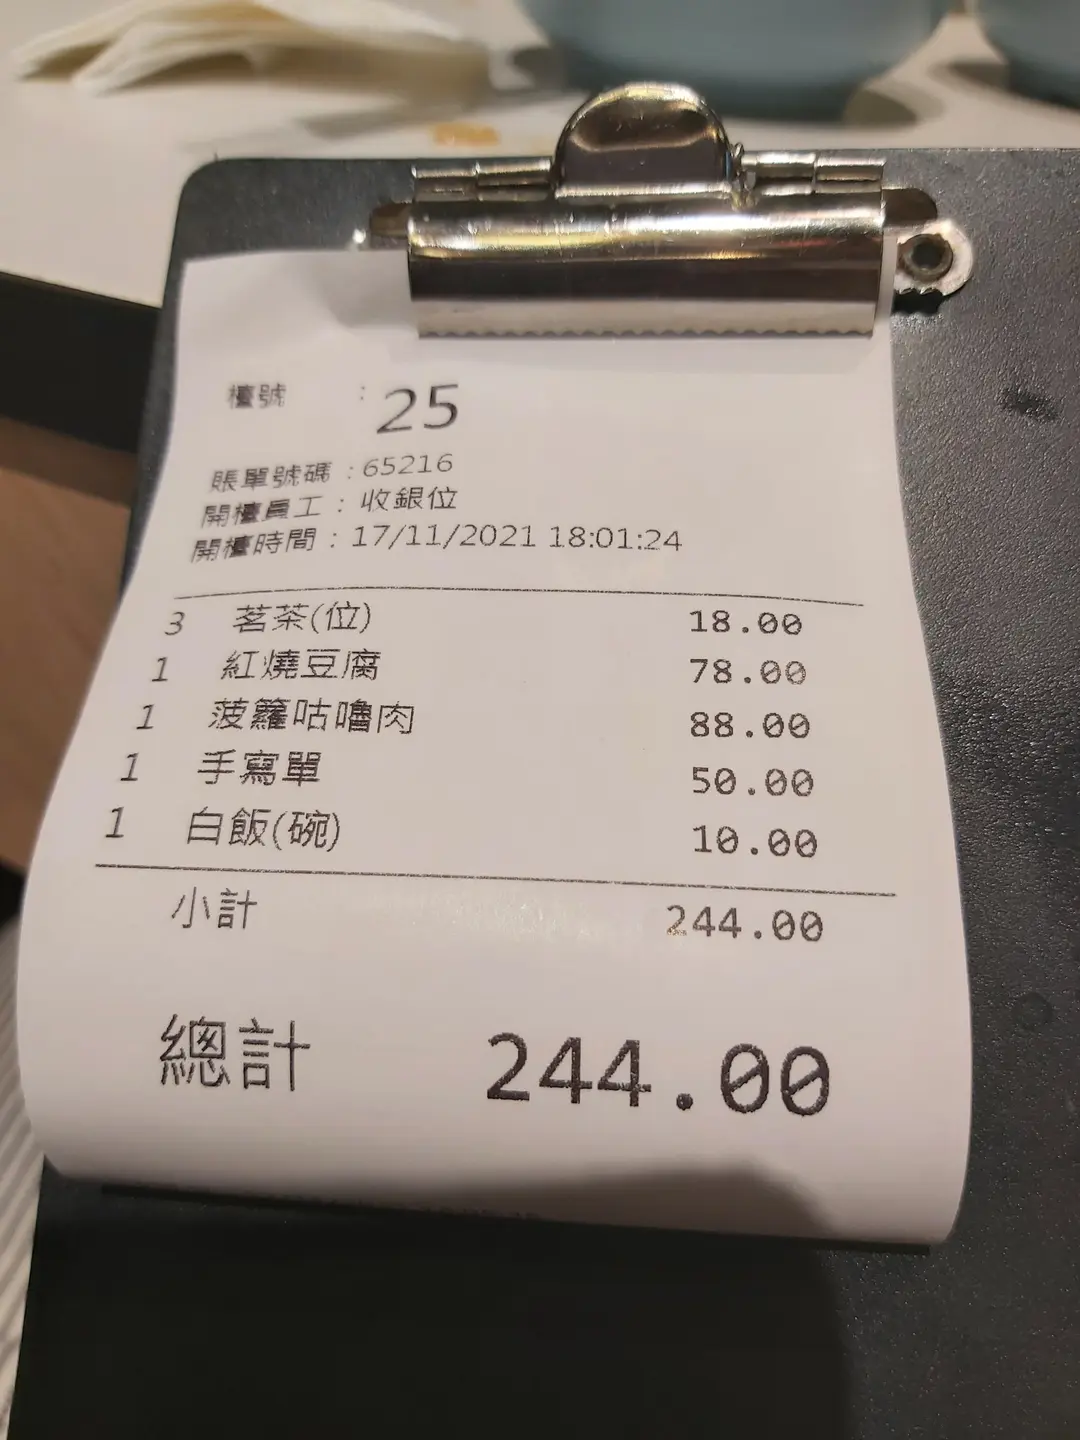 檯號 : 25
賬單號碼 : 65216
開檯員工 : 收銀位
開檯時間 : 17/11/2021 18:01:24
3 茗茶(位) 18.00
1 紅燒豆腐 78.00
1 菠蘿咕嚕肉 88.00
1 手寫單 50.00
1 白飯(碗) 10.00
小計 244.00
總計 244.00